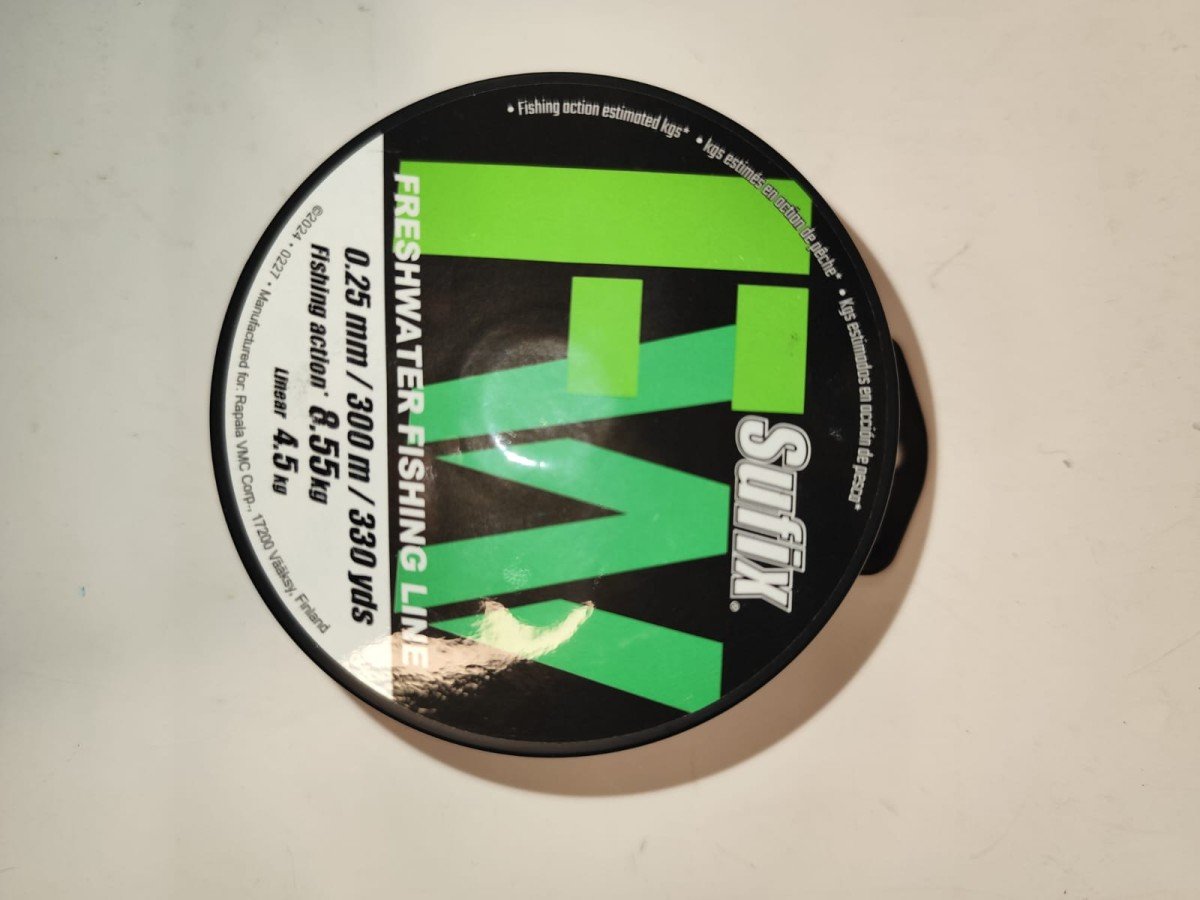 • Fishing action estimated kgs* • kgs estimés en action de pêche* • Kgs estimados en acción de pesca*
Sufix®
FW
FRESHWATER FISHING LINE
0.25 mm / 300 m / 330 yds
Fishing action* 8,55 kg
Linear 4,5 kg
©2024 • 0227 • Manufactured for: Rapala VMC Corp., 17200 Vääksy, Finland